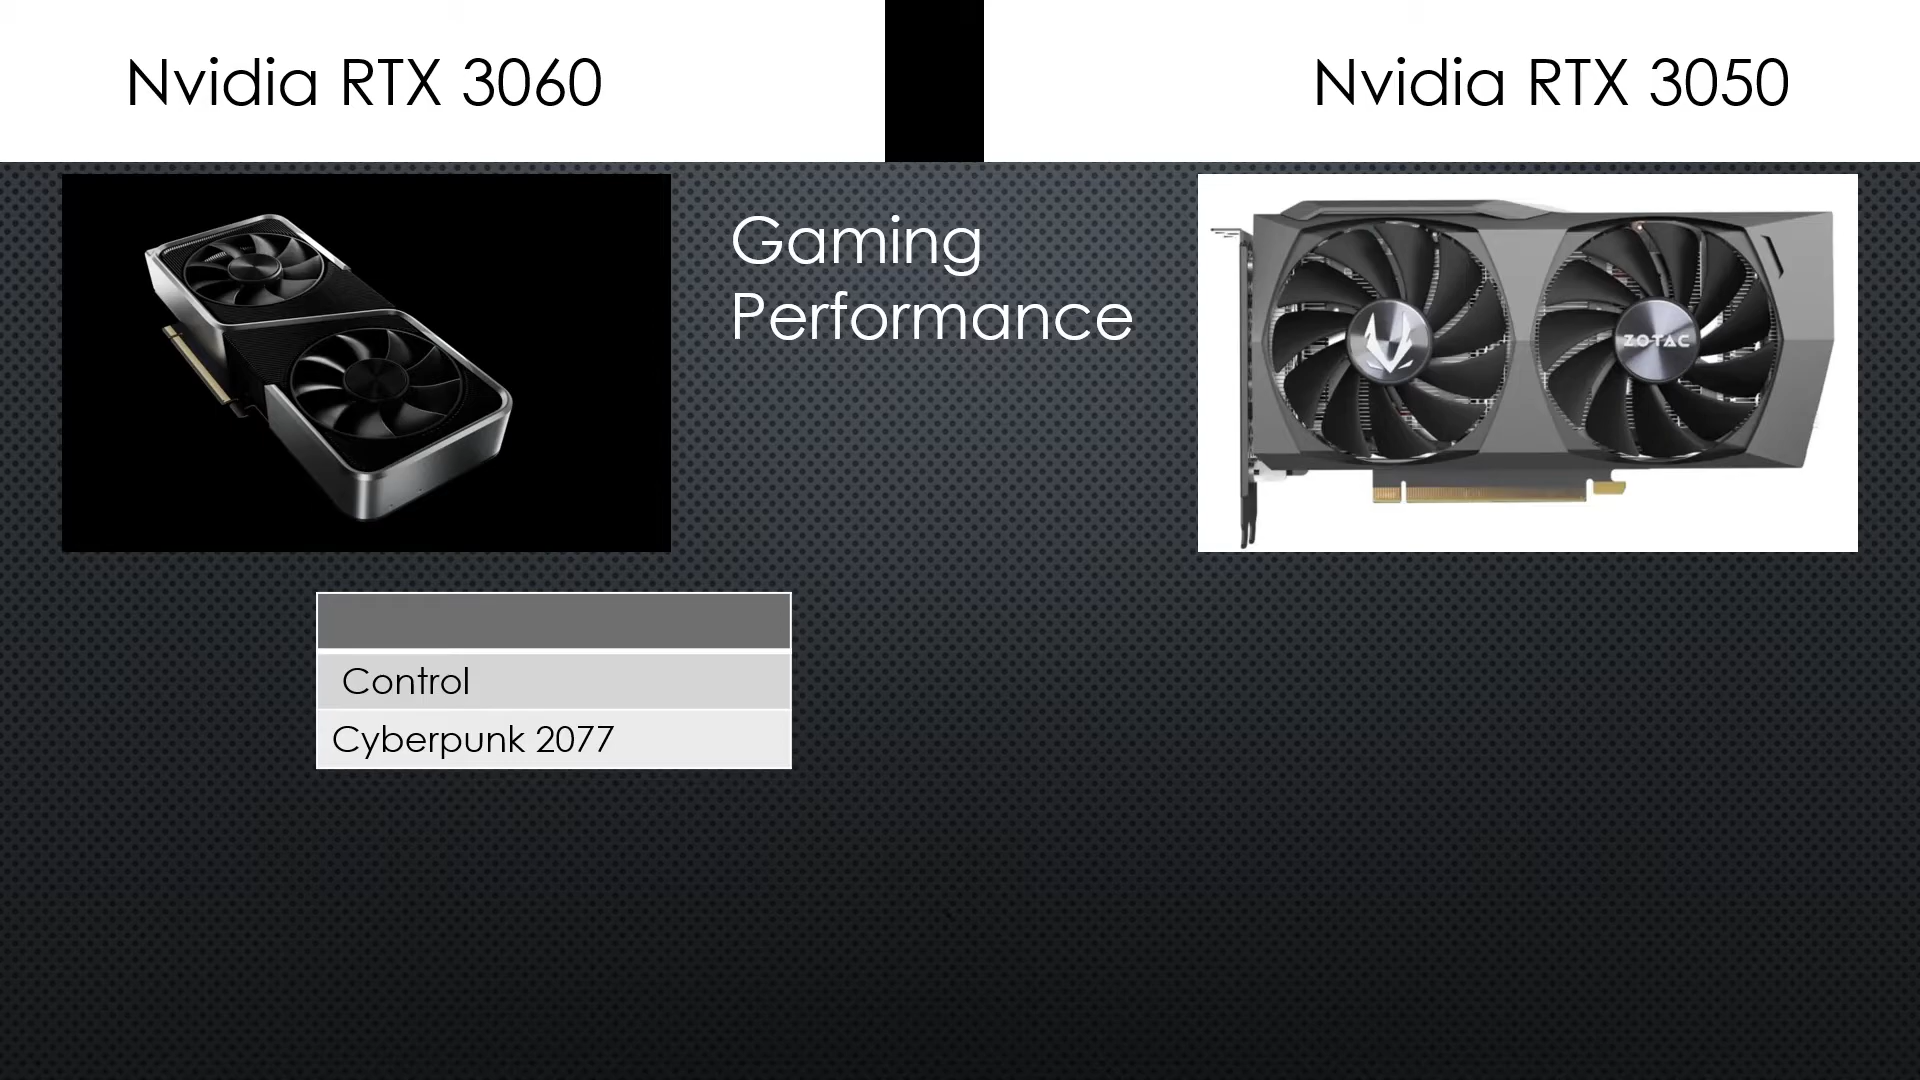 Nvidia RTX 3060
Nvidia RTX 3050
Gaming
Performance
ZOTAC
Control
Cyberpunk 2077